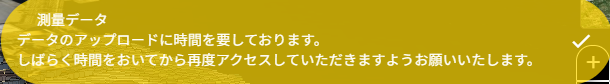 測量データ
データのアップロードに時間を要しております。
しばらく時間をおいてから再度アクセスしていただきますようお願いいたします。